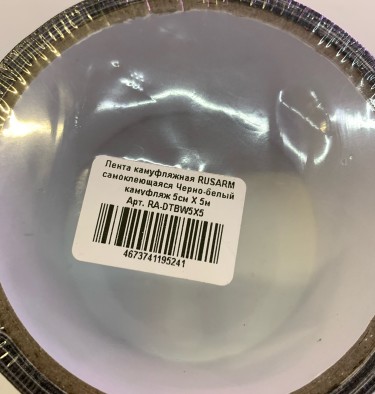 Лента камуфляжная RUSARM
самоклеющаяся Черно-белый
камуфляж 5см X 5м
Арт. RA-DTBW5X5
4673741195241